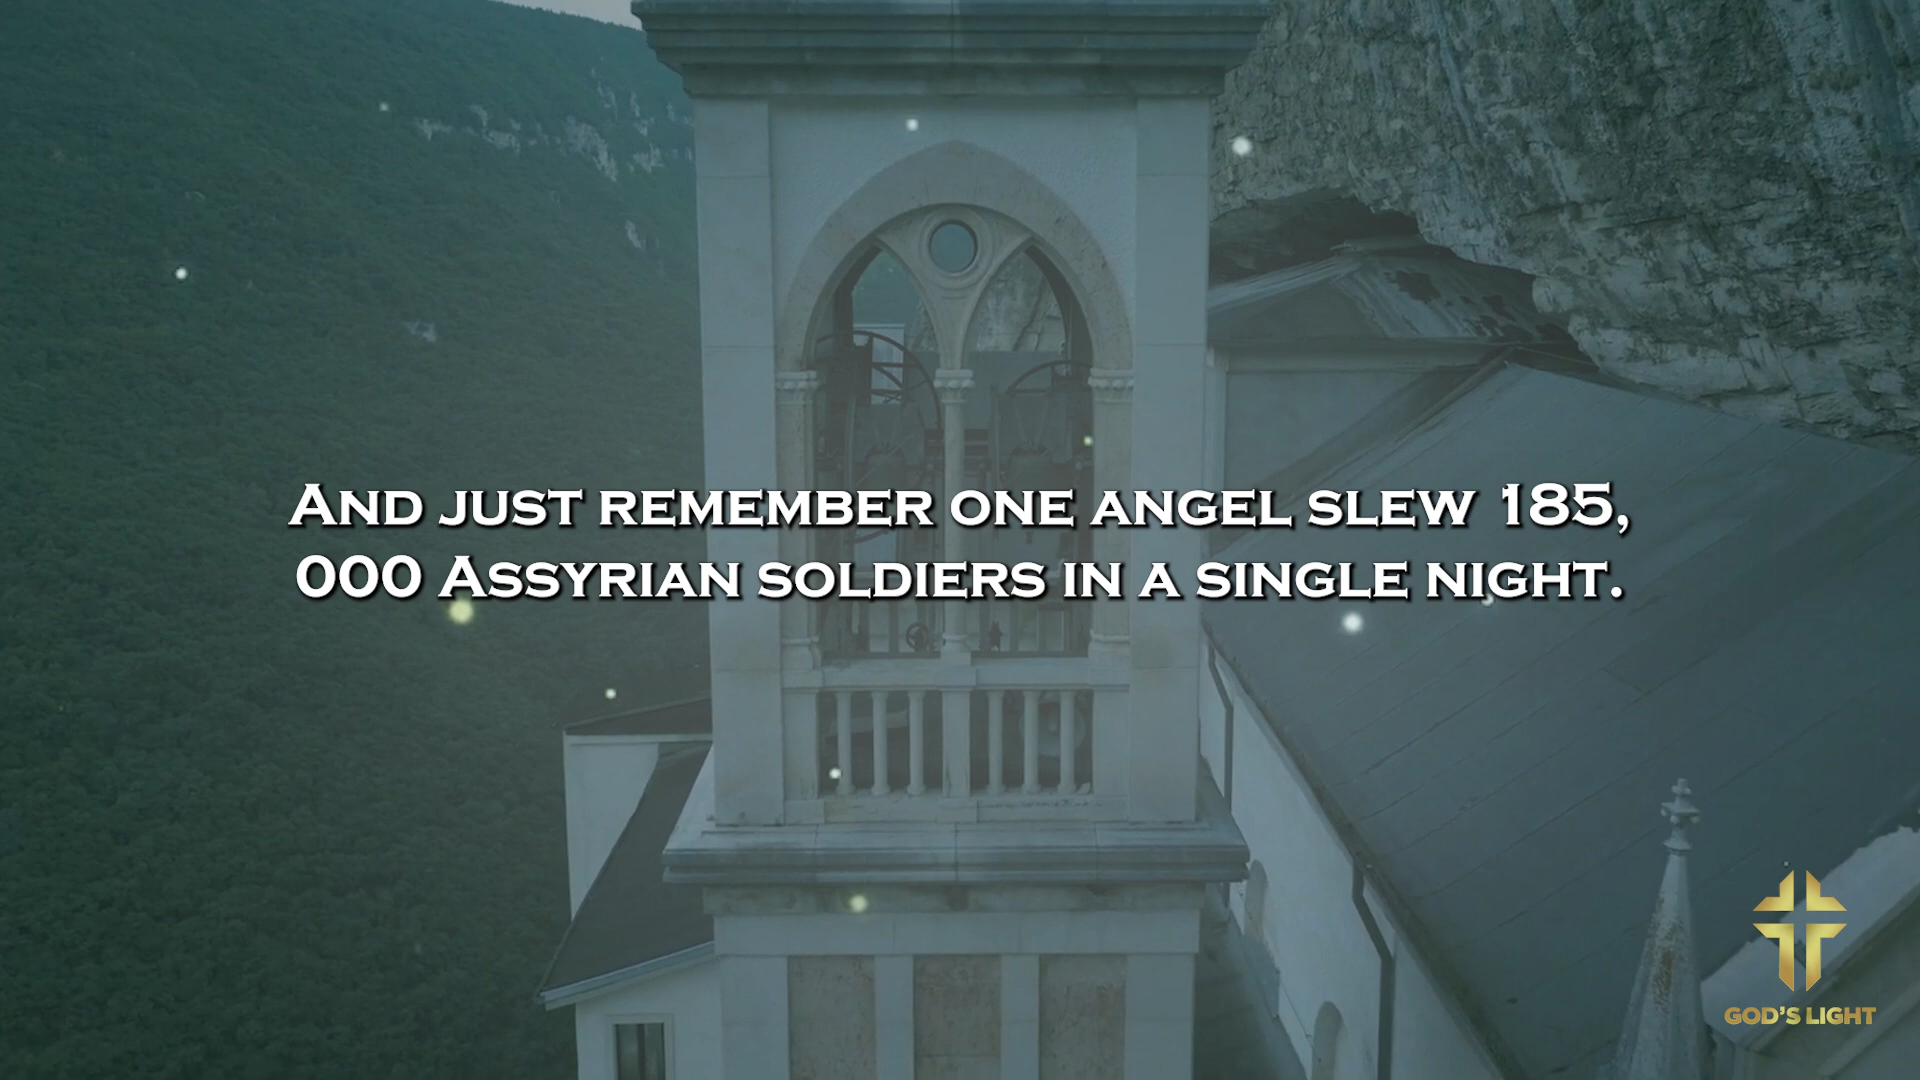 And just remember one angel slew 185,
000 Assyrian soldiers in a single night.
GOD'S LIGHT